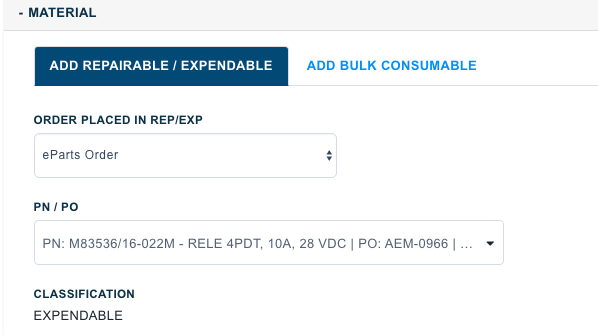 - MATERIAL
ADD REPAIRABLE / EXPENDABLE ADD BULK CONSUMABLE
ORDER PLACED IN REP/EXP
eParts Order
PN / PO
PN: M83536/16-022M - RELE 4PDT, 10A, 28 VDC | PO: AEM-0966 | ...
CLASSIFICATION
EXPENDABLE